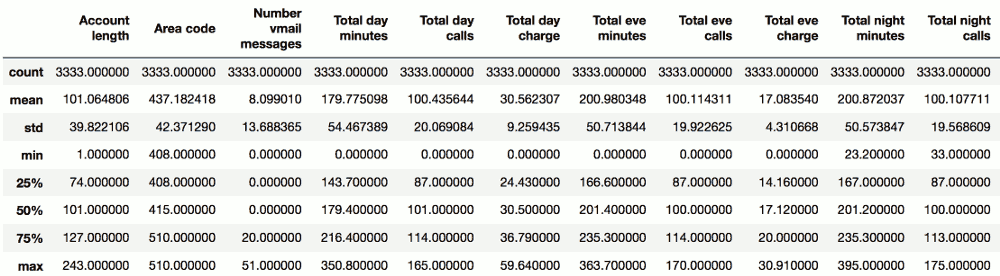 Account length Area code Number vmail messages Total day minutes Total day calls Total day charge Total eve minutes Total eve calls Total eve charge Total night minutes Total night calls
count 3333.000000 3333.000000 3333.000000 3333.000000 3333.000000 3333.000000 3333.000000 3333.000000 3333.000000 3333.000000 3333.000000
mean 101.064806 437.182418 8.099010 179.775098 100.435644 30.562307 200.980348 100.114311 17.083540 200.872037 100.107711
std 39.822106 42.371290 13.688365 54.467389 20.069084 9.259435 50.713844 19.922625 4.310668 50.573847 19.568609
min 1.000000 408.000000 0.000000 0.000000 0.000000 0.000000 0.000000 0.000000 0.000000 23.200000 33.000000
25% 74.000000 408.000000 0.000000 143.700000 87.000000 24.430000 166.600000 87.000000 14.160000 167.000000 87.000000
50% 101.000000 415.000000 0.000000 179.400000 101.000000 30.500000 201.400000 100.000000 17.120000 201.200000 100.000000
75% 127.000000 510.000000 20.000000 216.400000 114.000000 36.790000 235.300000 114.000000 20.000000 235.300000 113.000000
max 243.000000 510.000000 51.000000 350.800000 165.000000 59.640000 363.700000 170.000000 30.910000 395.000000 175.000000